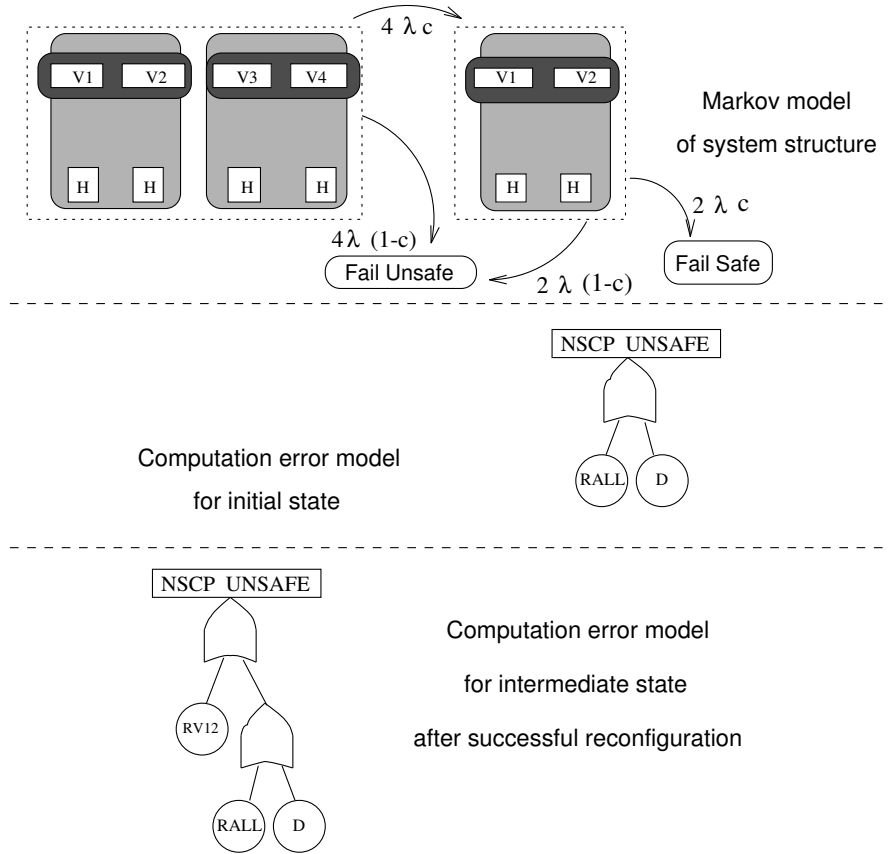 4 λ c
V1 V2 V3 V4 V1 V2
Markov model
of system structure
H H H H H H
2 λ c
4 λ (1-c)
Fail Unsafe
Fail Safe
2 λ (1-c)
NSCP UNSAFE
RALL D
Computation error model
for initial state
NSCP UNSAFE
Computation error model
for intermediate state
RV12
after successful reconfiguration
RALL D